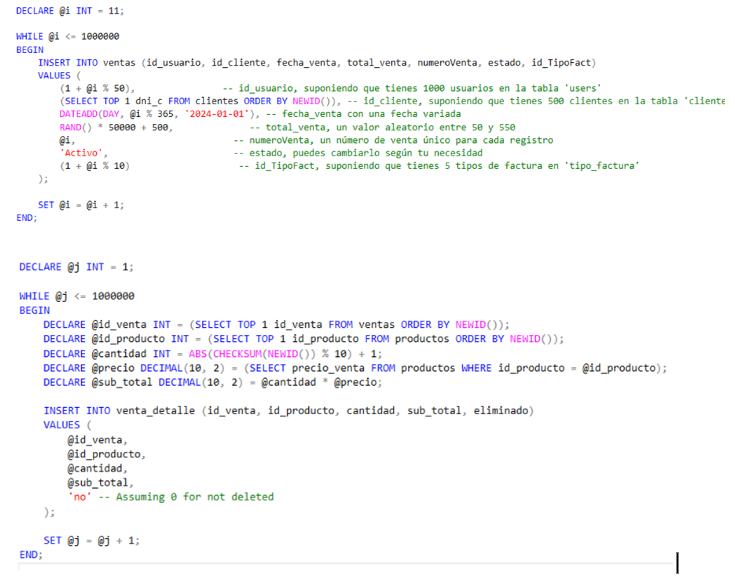 DECLARE @i INT = 11;
WHILE @i <= 1000000
BEGIN
INSERT INTO ventas (id_usuario, id_cliente, fecha_venta, total_venta, numeroVenta, estado, id_TipoFact)
VALUES (
(1 + @i % 50), -- id_usuario, suponiendo que tienes 1000 usuarios en la tabla 'users'
(SELECT TOP 1 dni_c FROM clientes ORDER BY NEWID()), -- id_cliente, suponiendo que tienes 500 clientes en la tabla 'cliente
DATEADD(DAY, @i % 365, '2024-01-01'), -- fecha_venta con una fecha variada
RAND() * 50000 + 500, -- total_venta, un valor aleatorio entre 50 y 550
@i, -- numeroVenta, un número de venta único para cada registro
'Activo', -- estado, puedes cambiarlo según tu necesidad
(1 + @i % 10) -- id_TipoFact, suponiendo que tienes 5 tipos de factura en 'tipo_factura'
);
SET @i = @i + 1;
END;
DECLARE @j INT = 1;
WHILE @j <= 1000000
BEGIN
DECLARE @id_venta INT = (SELECT TOP 1 id_venta FROM ventas ORDER BY NEWID());
DECLARE @id_producto INT = (SELECT TOP 1 id_producto FROM productos ORDER BY NEWID());
DECLARE @cantidad INT = ABS(CHECKSUM(NEWID()) % 10) + 1;
DECLARE @precio DECIMAL(10, 2) = (SELECT precio_venta FROM productos WHERE id_producto = @id_producto);
DECLARE @sub_total DECIMAL(10, 2) = @cantidad * @precio;
INSERT INTO venta_detalle (id_venta, id_producto, cantidad, sub_total, eliminado)
VALUES (
@id_venta,
@id_producto,
@cantidad,
@sub_total,
'no' -- Assuming 0 for not deleted
);
SET @j = @j + 1;
END;